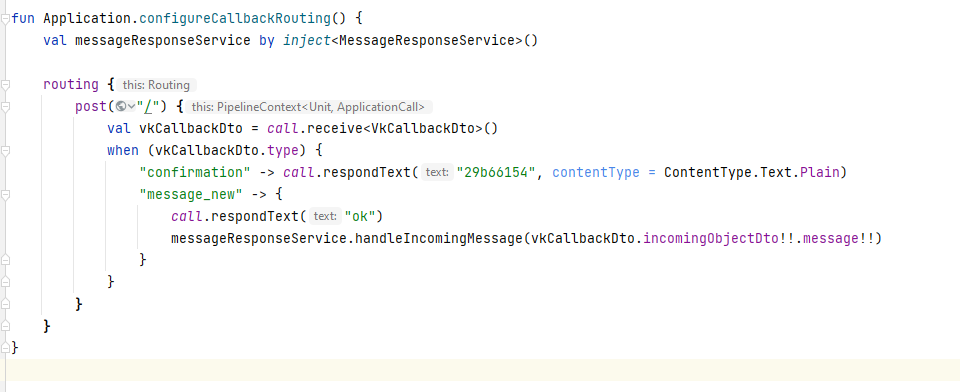 fun Application.configureCallbackRouting() {
    val messageResponseService by inject<MessageResponseService>()
    routing { this: Routing
        post("/") { this: PipelineContext<Unit, ApplicationCall>
            val vkCallbackDto = call.receive<VkCallbackDto>()
            when (vkCallbackDto.type) {
                "confirmation" -> call.respondText( text: "29b66154", contentType = ContentType.Text.Plain)
                "message_new" -> {
                    call.respondText( text: "ok")
                    messageResponseService.handleIncomingMessage(vkCallbackDto.incomingObjectDto!!.message!!)
                }
            }
        }
    }
}